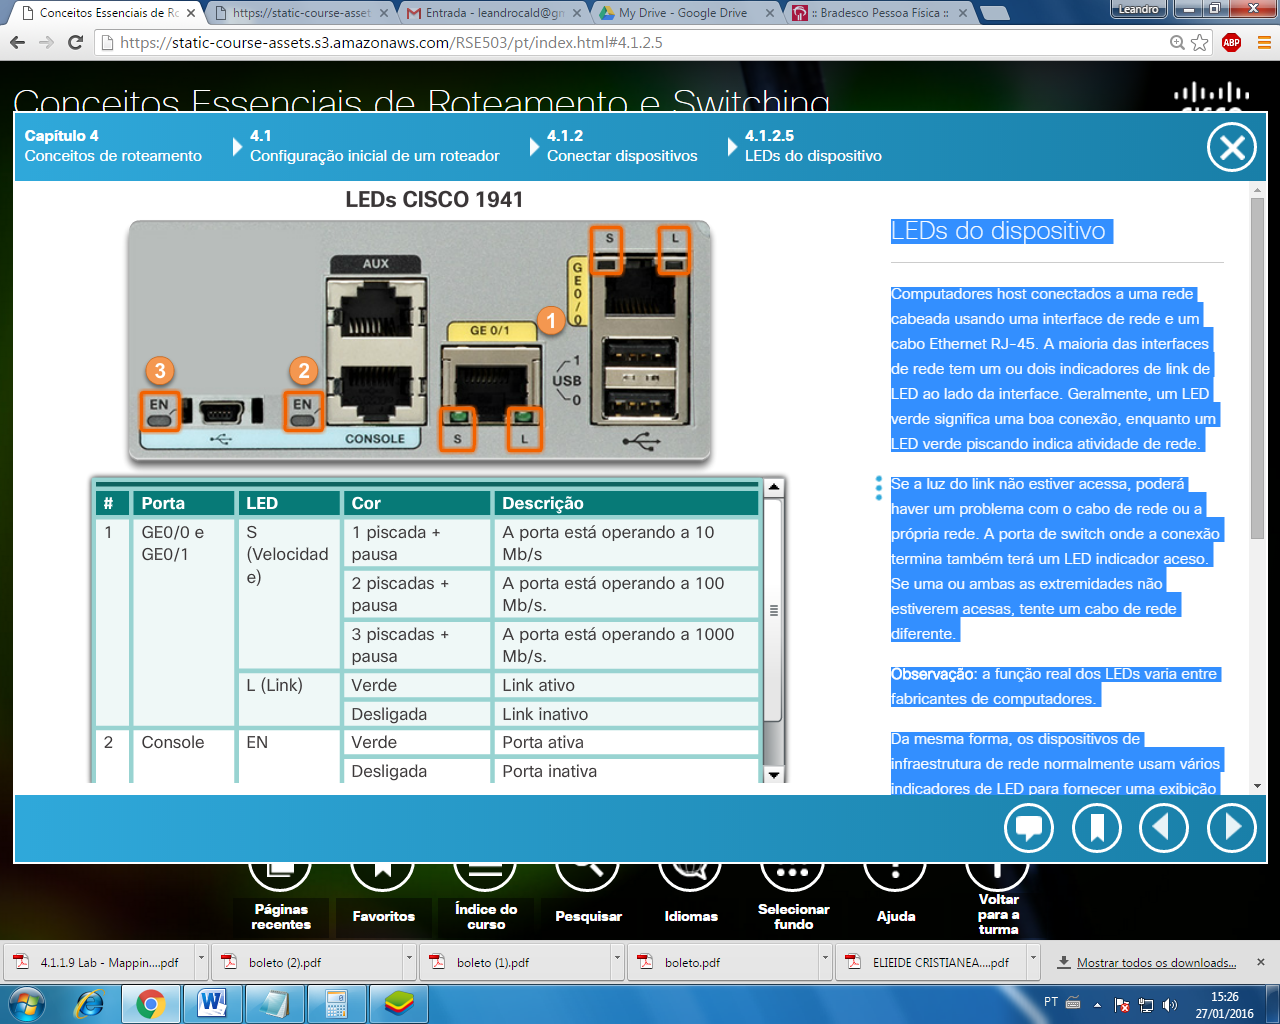 Conceitos Essenciais de Ro
https://static-course-asset
Entrada - leandrocald@gm
My Drive - Google Drive
:: Bradesco Pessoa Física ::
Leandro
https://static-course-assets.s3.amazonaws.com/RSE503/pt/index.html#4.1.2.5
ABP
Conceitos Essenciais de Roteamento e Switching
CISCO
Capítulo 4
Conceitos de roteamento
4.1
Configuração inicial de um roteador
4.1.2
Conectar dispositivos
4.1.2.5
LEDs do dispositivo
LEDs CISCO 1941
S
L
GE0/0
AUX
1
GE 0/1
1
USB
0
3
2
EN
EN
CONSOLE
S
L
# Porta LED Cor Descrição
1 GE0/0 e GE0/1 S (Velocidade) 1 piscada + pausa A porta está operando a 10 Mb/s
2 piscadas + pausa A porta está operando a 100 Mb/s.
3 piscadas + pausa A porta está operando a 1000 Mb/s.
L (Link) Verde Link ativo
Desligada Link inativo
2 Console EN Verde Porta ativa
Desligada Porta inativa
LEDs do dispositivo
Computadores host conectados a uma rede
cabeada usando uma interface de rede e um
cabo Ethernet RJ-45. A maioria das interfaces
de rede tem um ou dois indicadores de link de
LED ao lado da interface. Geralmente, um LED
verde significa uma boa conexão, enquanto um
LED verde piscando indica atividade de rede.
Se a luz do link não estiver acessa, poderá
haver um problema com o cabo de rede ou a
própria rede. A porta de switch onde a conexão
termina também terá um LED indicador aceso.
Se uma ou ambas as extremidades não
estiverem acesas, tente um cabo de rede
diferente.
Observação: a função real dos LEDs varia entre
fabricantes de computadores.
Da mesma forma, os dispositivos de
infraestrutura de rede normalmente usam vários
indicadores de LED para fornecer uma exibição
Páginas recentes
Favoritos
Índice do curso
Pesquisar
Idiomas
Selecionar fundo
Ajuda
Voltar para a turma
4.1.1.9 Lab - Mappin....pdf
boleto (2).pdf
boleto (1).pdf
boleto.pdf
ELIEIDE CRISTIANEA....pdf
Mostrar todos os downloads...
PT
15:26
27/01/2016